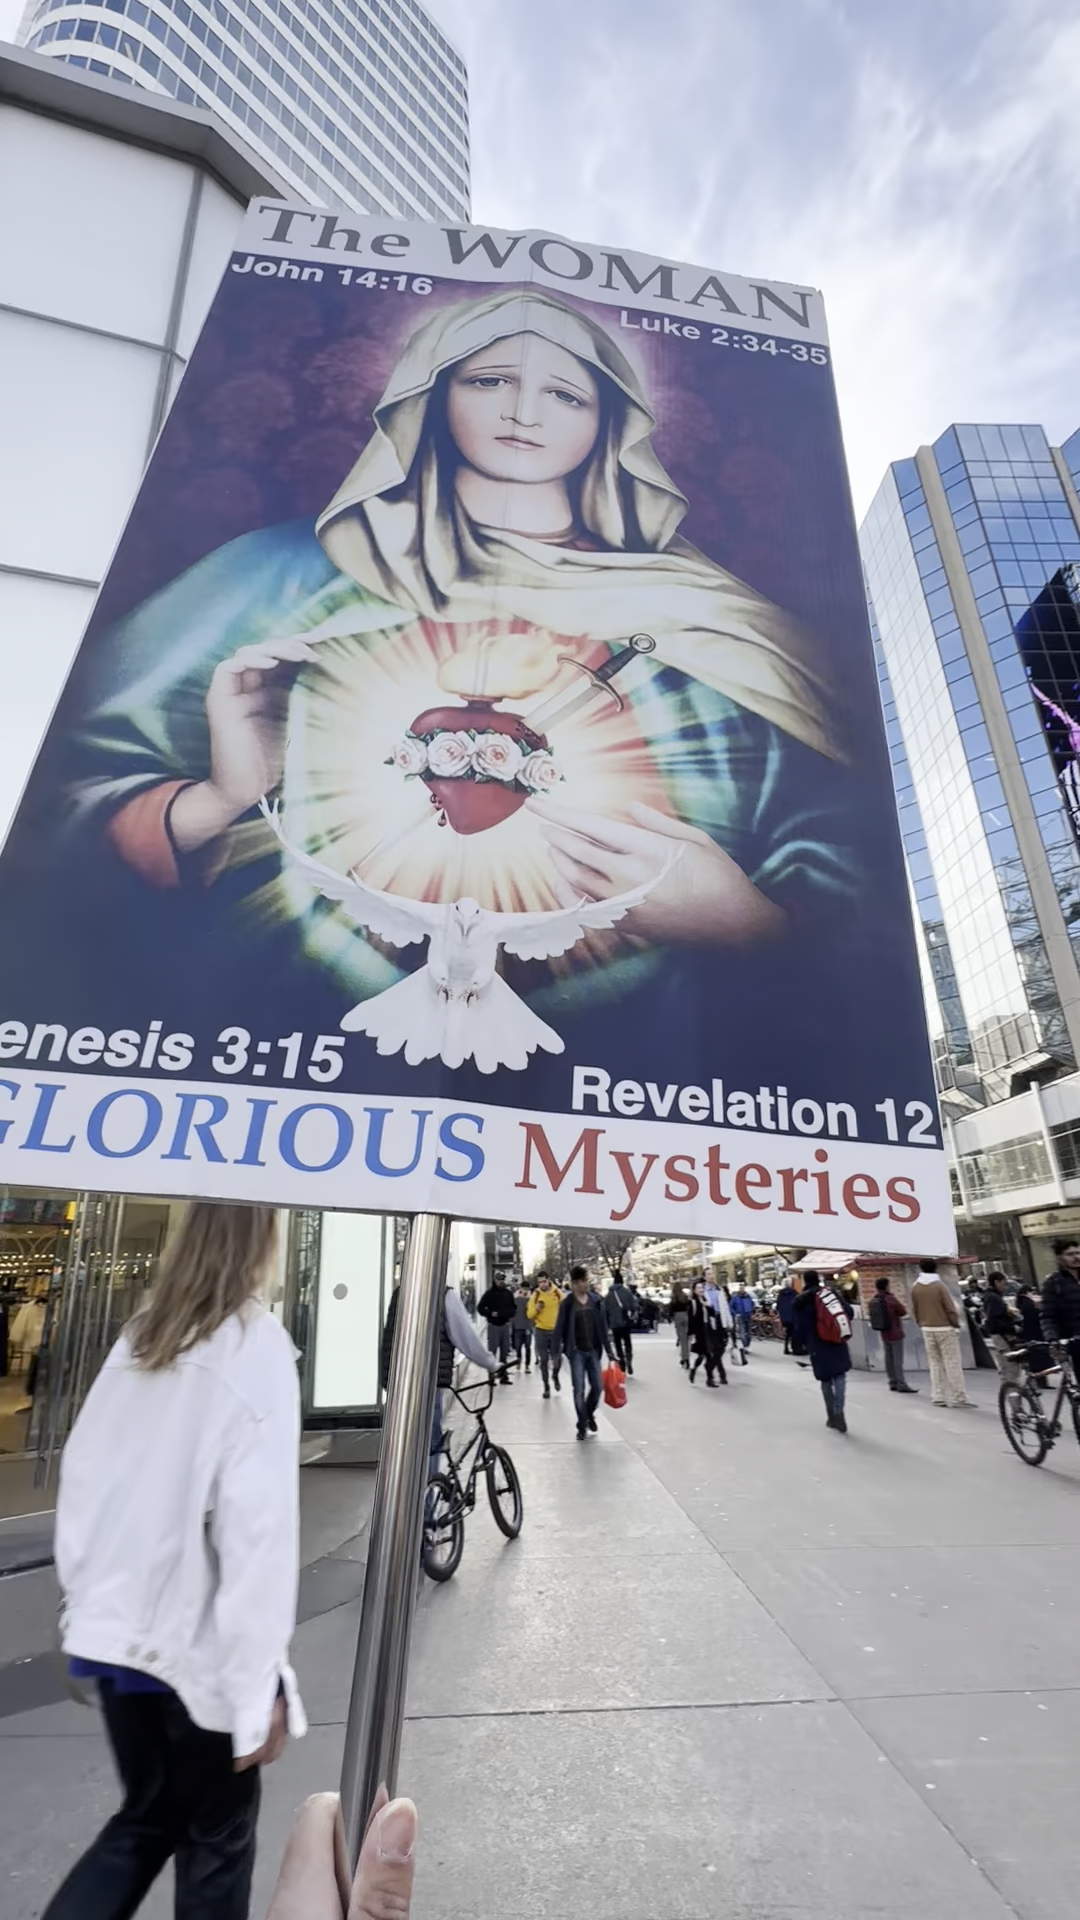 The WOMAN
John 14:16
Luke 2:34-35
enesis 3:15
Revelation 12
GLORIOUS Mysteries